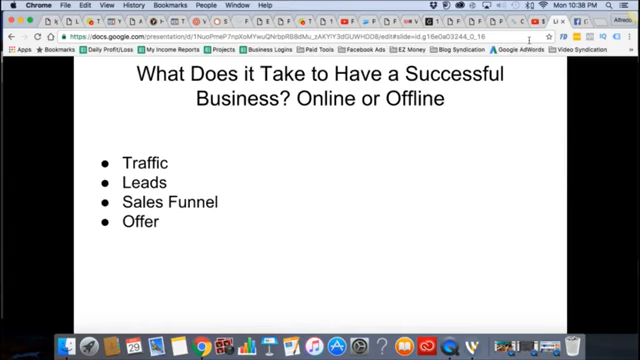 Chrome File Edit View History Bookmarks People Window Help
Mon 10:38 PM
Alfredo
https://docs.google.com/presentation/d/
edit#slide=id.g16e0a03244_0_16
Apps Bookmarks Daily Profit/Loss My Income Reports Projects Business Logins Paid Tools Facebook Ads EZ Money Blog Syndication Google AdWords Video Syndication
What Does it Take to Have a Successful
Business? Online or Offline
● Traffic
● Leads
● Sales Funnel
● Offer